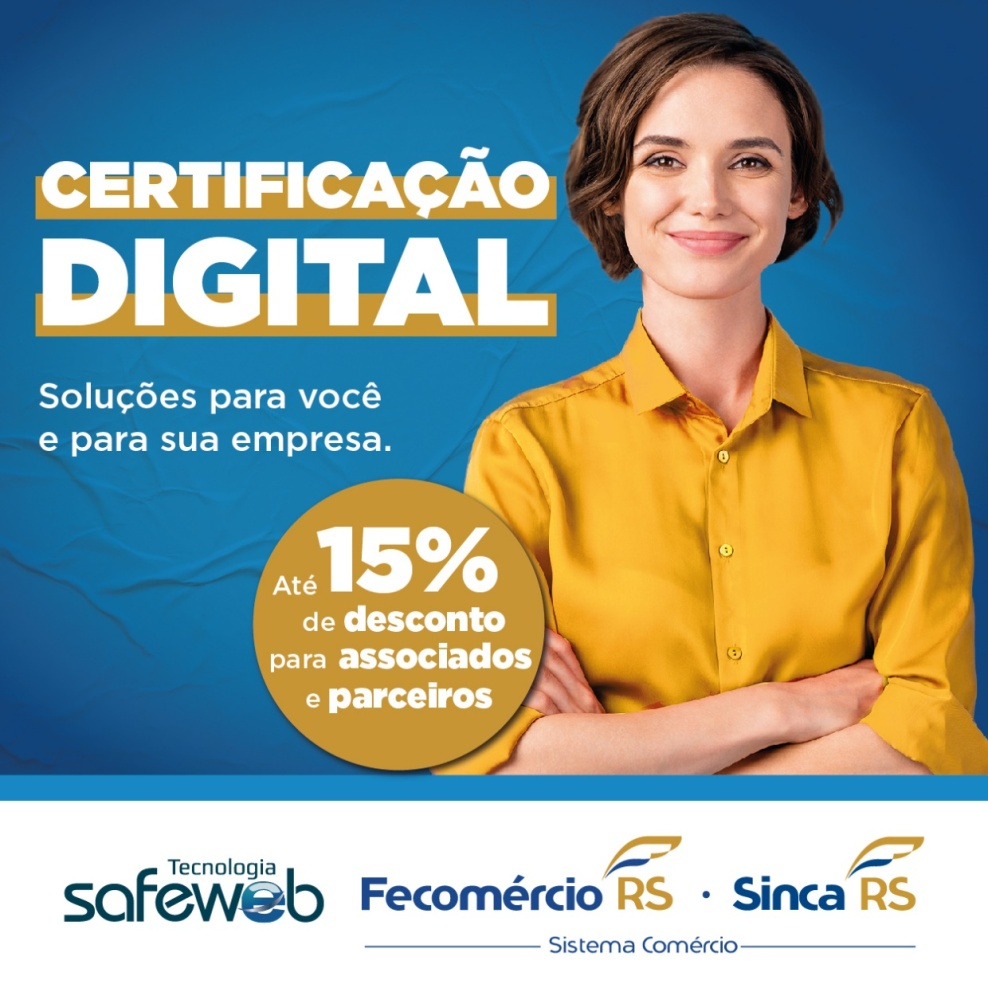 CERTIFICAÇÃO
DIGITAL
Soluções para você
e para sua empresa.
Até 15%
de desconto
para associados
e parceiros
Tecnologia
safeweb
Fecomércio RS · Sinca RS
Sistema Comércio